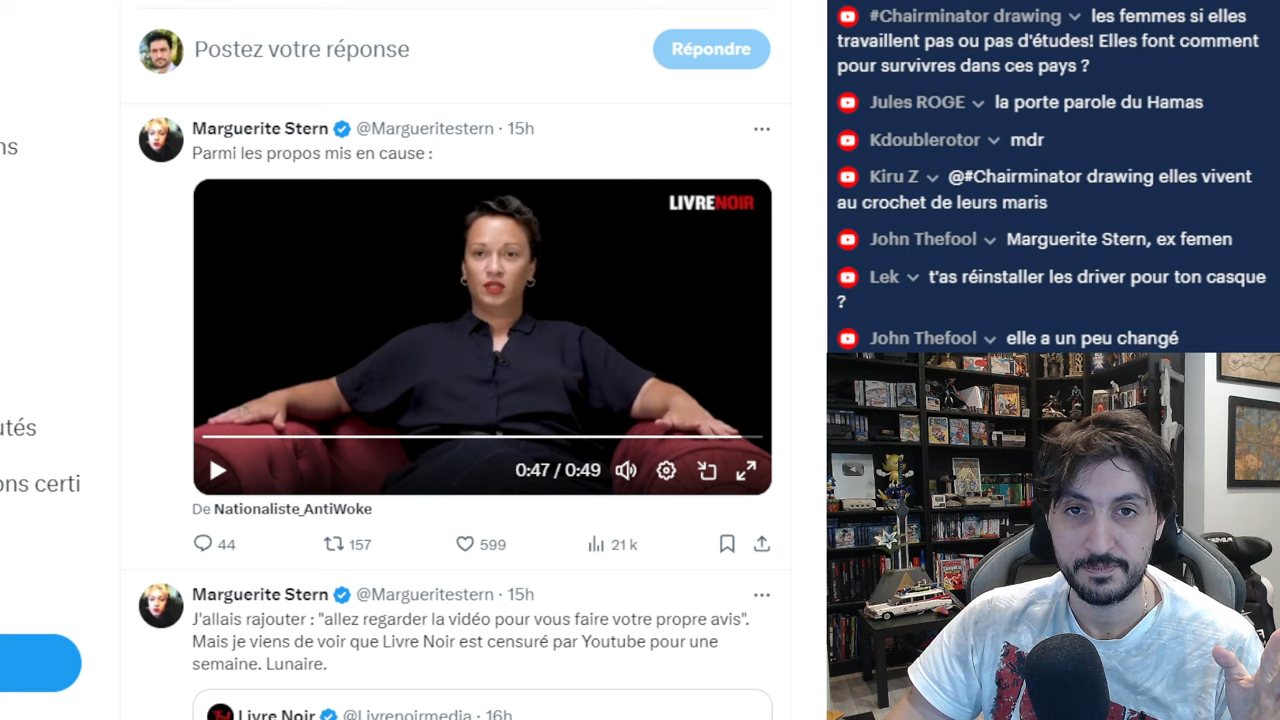 ns
utés
ons certi
Postez votre réponse
Répondre
Marguerite Stern @Margueritestern · 15h
Parmi les propos mis en cause :
LIVRENOIR
0:47 / 0:49
De Nationaliste_AntiWoke
44 157 599 21 k
Marguerite Stern @Margueritestern · 15h
J'allais rajouter : "allez regarder la vidéo pour vous faire votre propre avis".
Mais je viens de voir que Livre Noir est censuré par Youtube pour une
semaine. Lunaire.
Livre Noir @Livrenoirmedia · 16h
#Chairminator drawing les femmes si elles
travaillent pas ou pas d'études! Elles font comment
pour survivres dans ces pays ?
Jules ROGE la porte parole du Hamas
Kdoublerotor mdr
Kiru Z @#Chairminator drawing elles vivent
au crochet de leurs maris
John Thefool Marguerite Stern, ex femen
Lek t'as réinstaller les driver pour ton casque
?
John Thefool elle a un peu changé